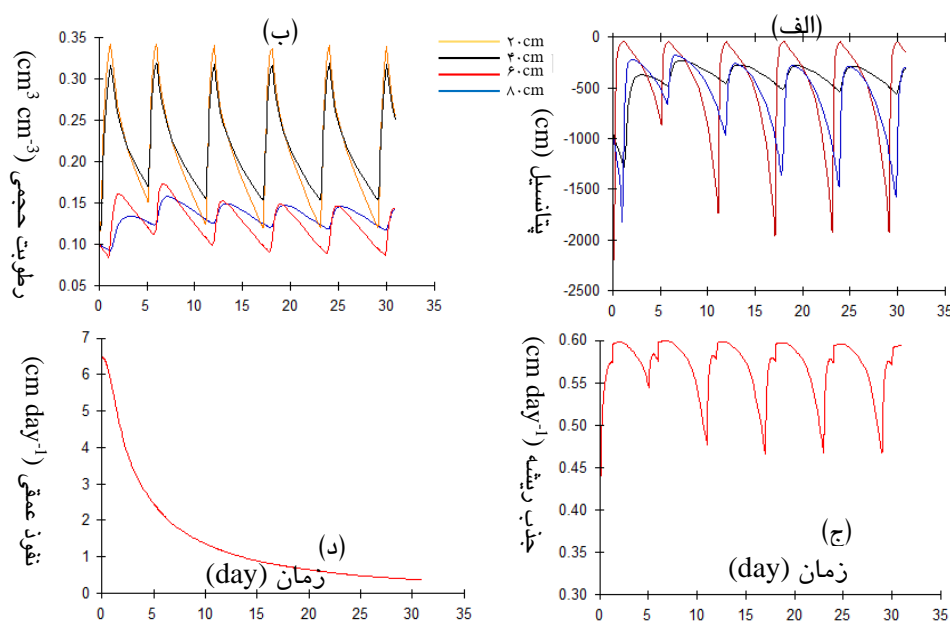 (ب)
رطوبت حجمی (cm³ cm⁻³)
0.35
0.30
0.25
0.20
0.15
0.10
0.05
0 5 10 15 20 25 30 35
۲۰cm
۴۰cm
۶۰cm
۸۰cm
(الف)
پتانسیل (cm)
0
-500
-1000
-1500
-2000
-2500
0 5 10 15 20 25 30 35
نفوذ عمقی (cm day⁻¹)
7
6
5
4
3
2
1
0
(د)
زمان (day)
0 5 10 15 20 25 30 35
جذب ریشه (cm day⁻¹)
0.60
0.55
0.50
0.45
0.40
0.35
0.30
(ج)
زمان (day)
0 5 10 15 20 25 30 35